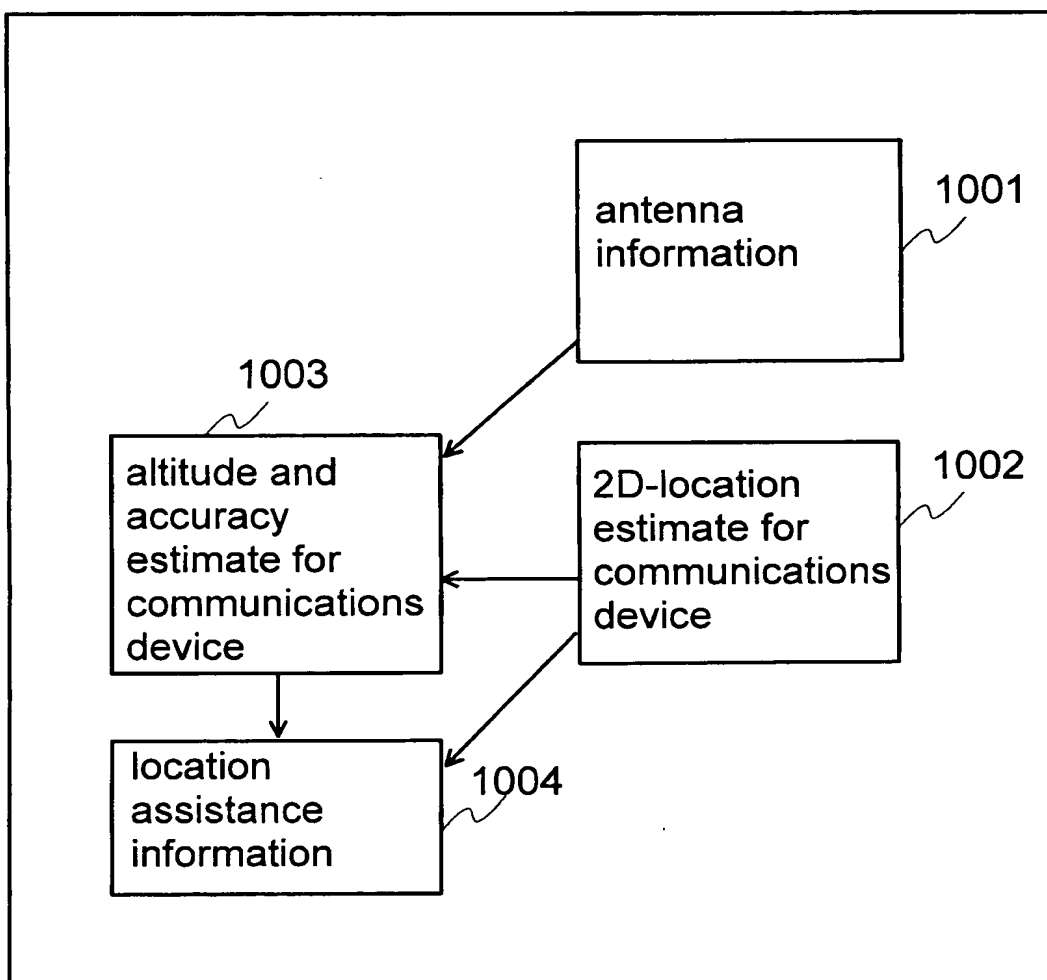 antenna
information
1001
1003
altitude and
accuracy
estimate for
communications
device
2D-location
estimate for
communications
device
1002
location
assistance
information
1004